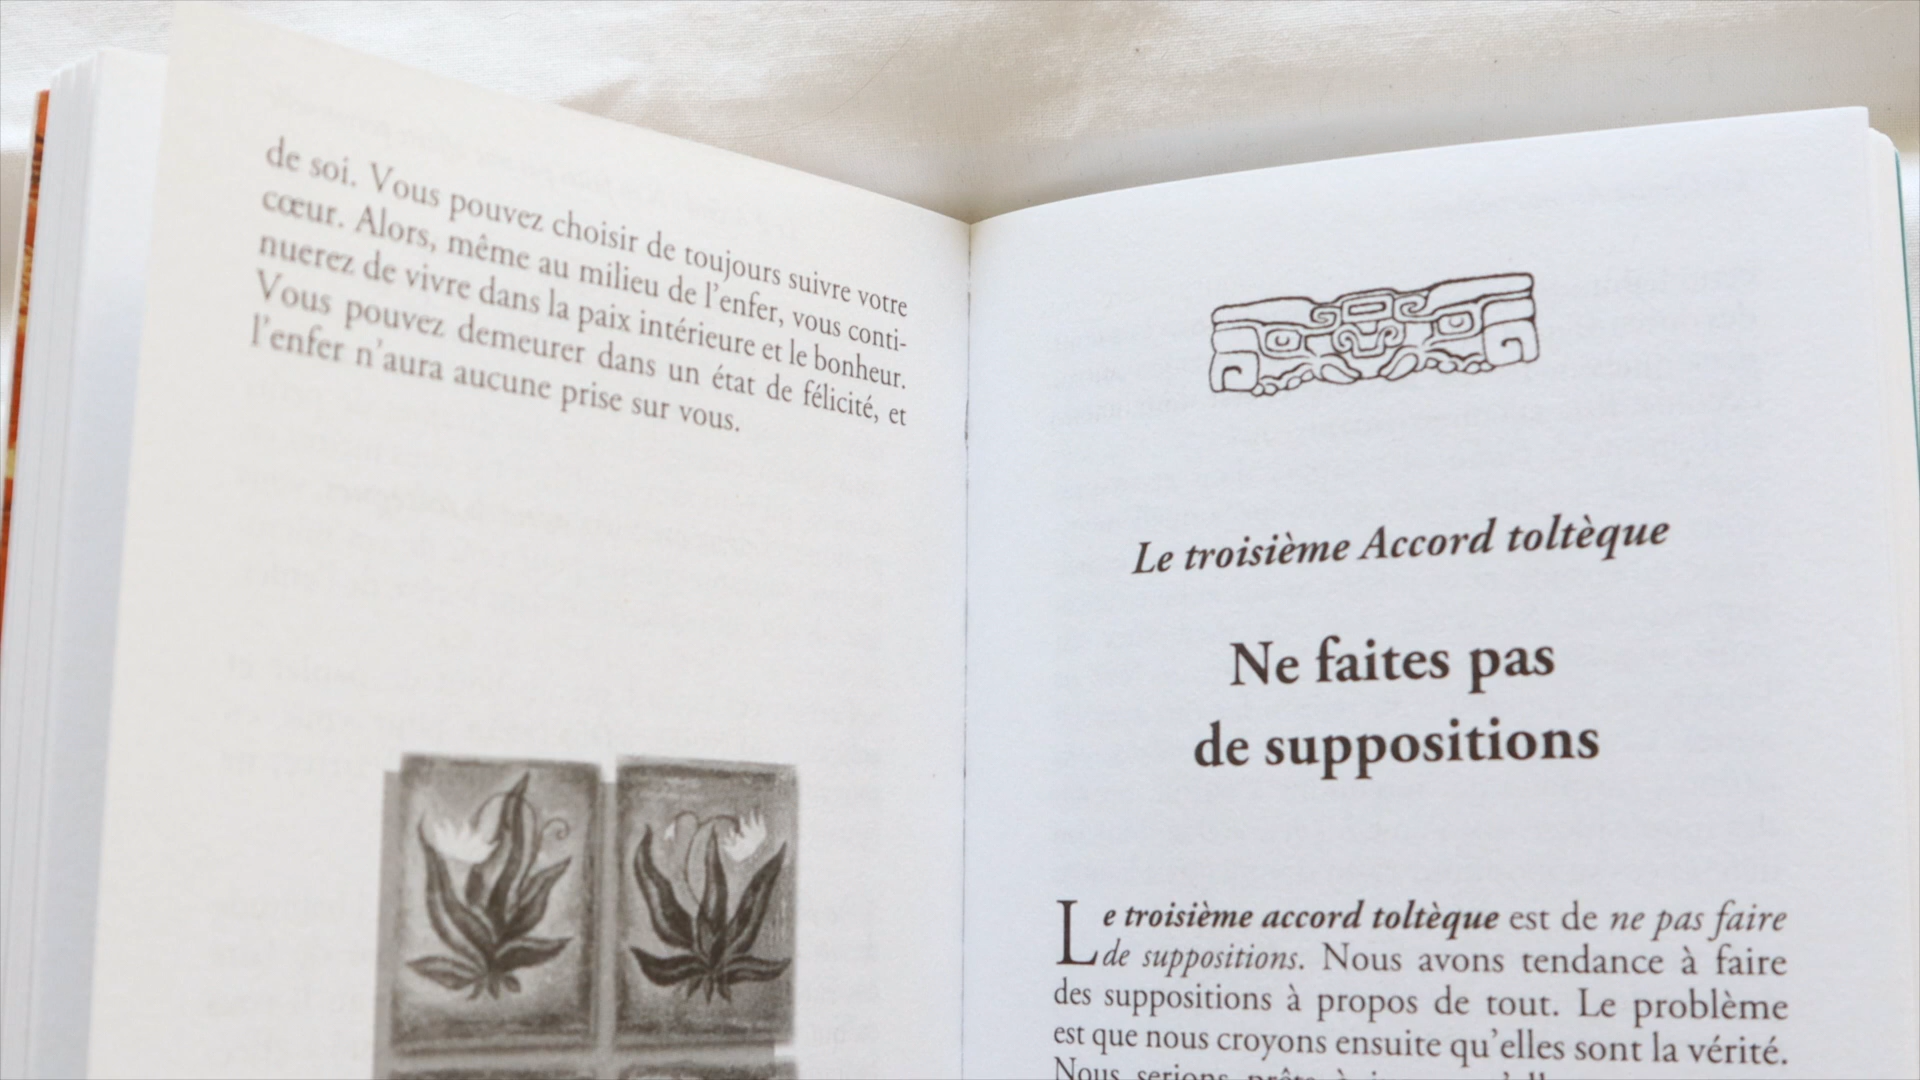 de soi. Vous pouvez choisir de toujours suivre votre
cœur. Alors, même au milieu de l'enfer, vous conti-
nuerez de vivre dans la paix intérieure et le bonheur.
Vous pouvez demeurer dans un état de félicité, et
l'enfer n'aura aucune prise sur vous.
Le troisième Accord toltèque
Ne faites pas
de suppositions
Le troisième accord toltèque est de ne pas faire
de suppositions. Nous avons tendance à faire
des suppositions à propos de tout. Le problème
est que nous croyons ensuite qu'elles sont la vérité.
Nous serions prêts à